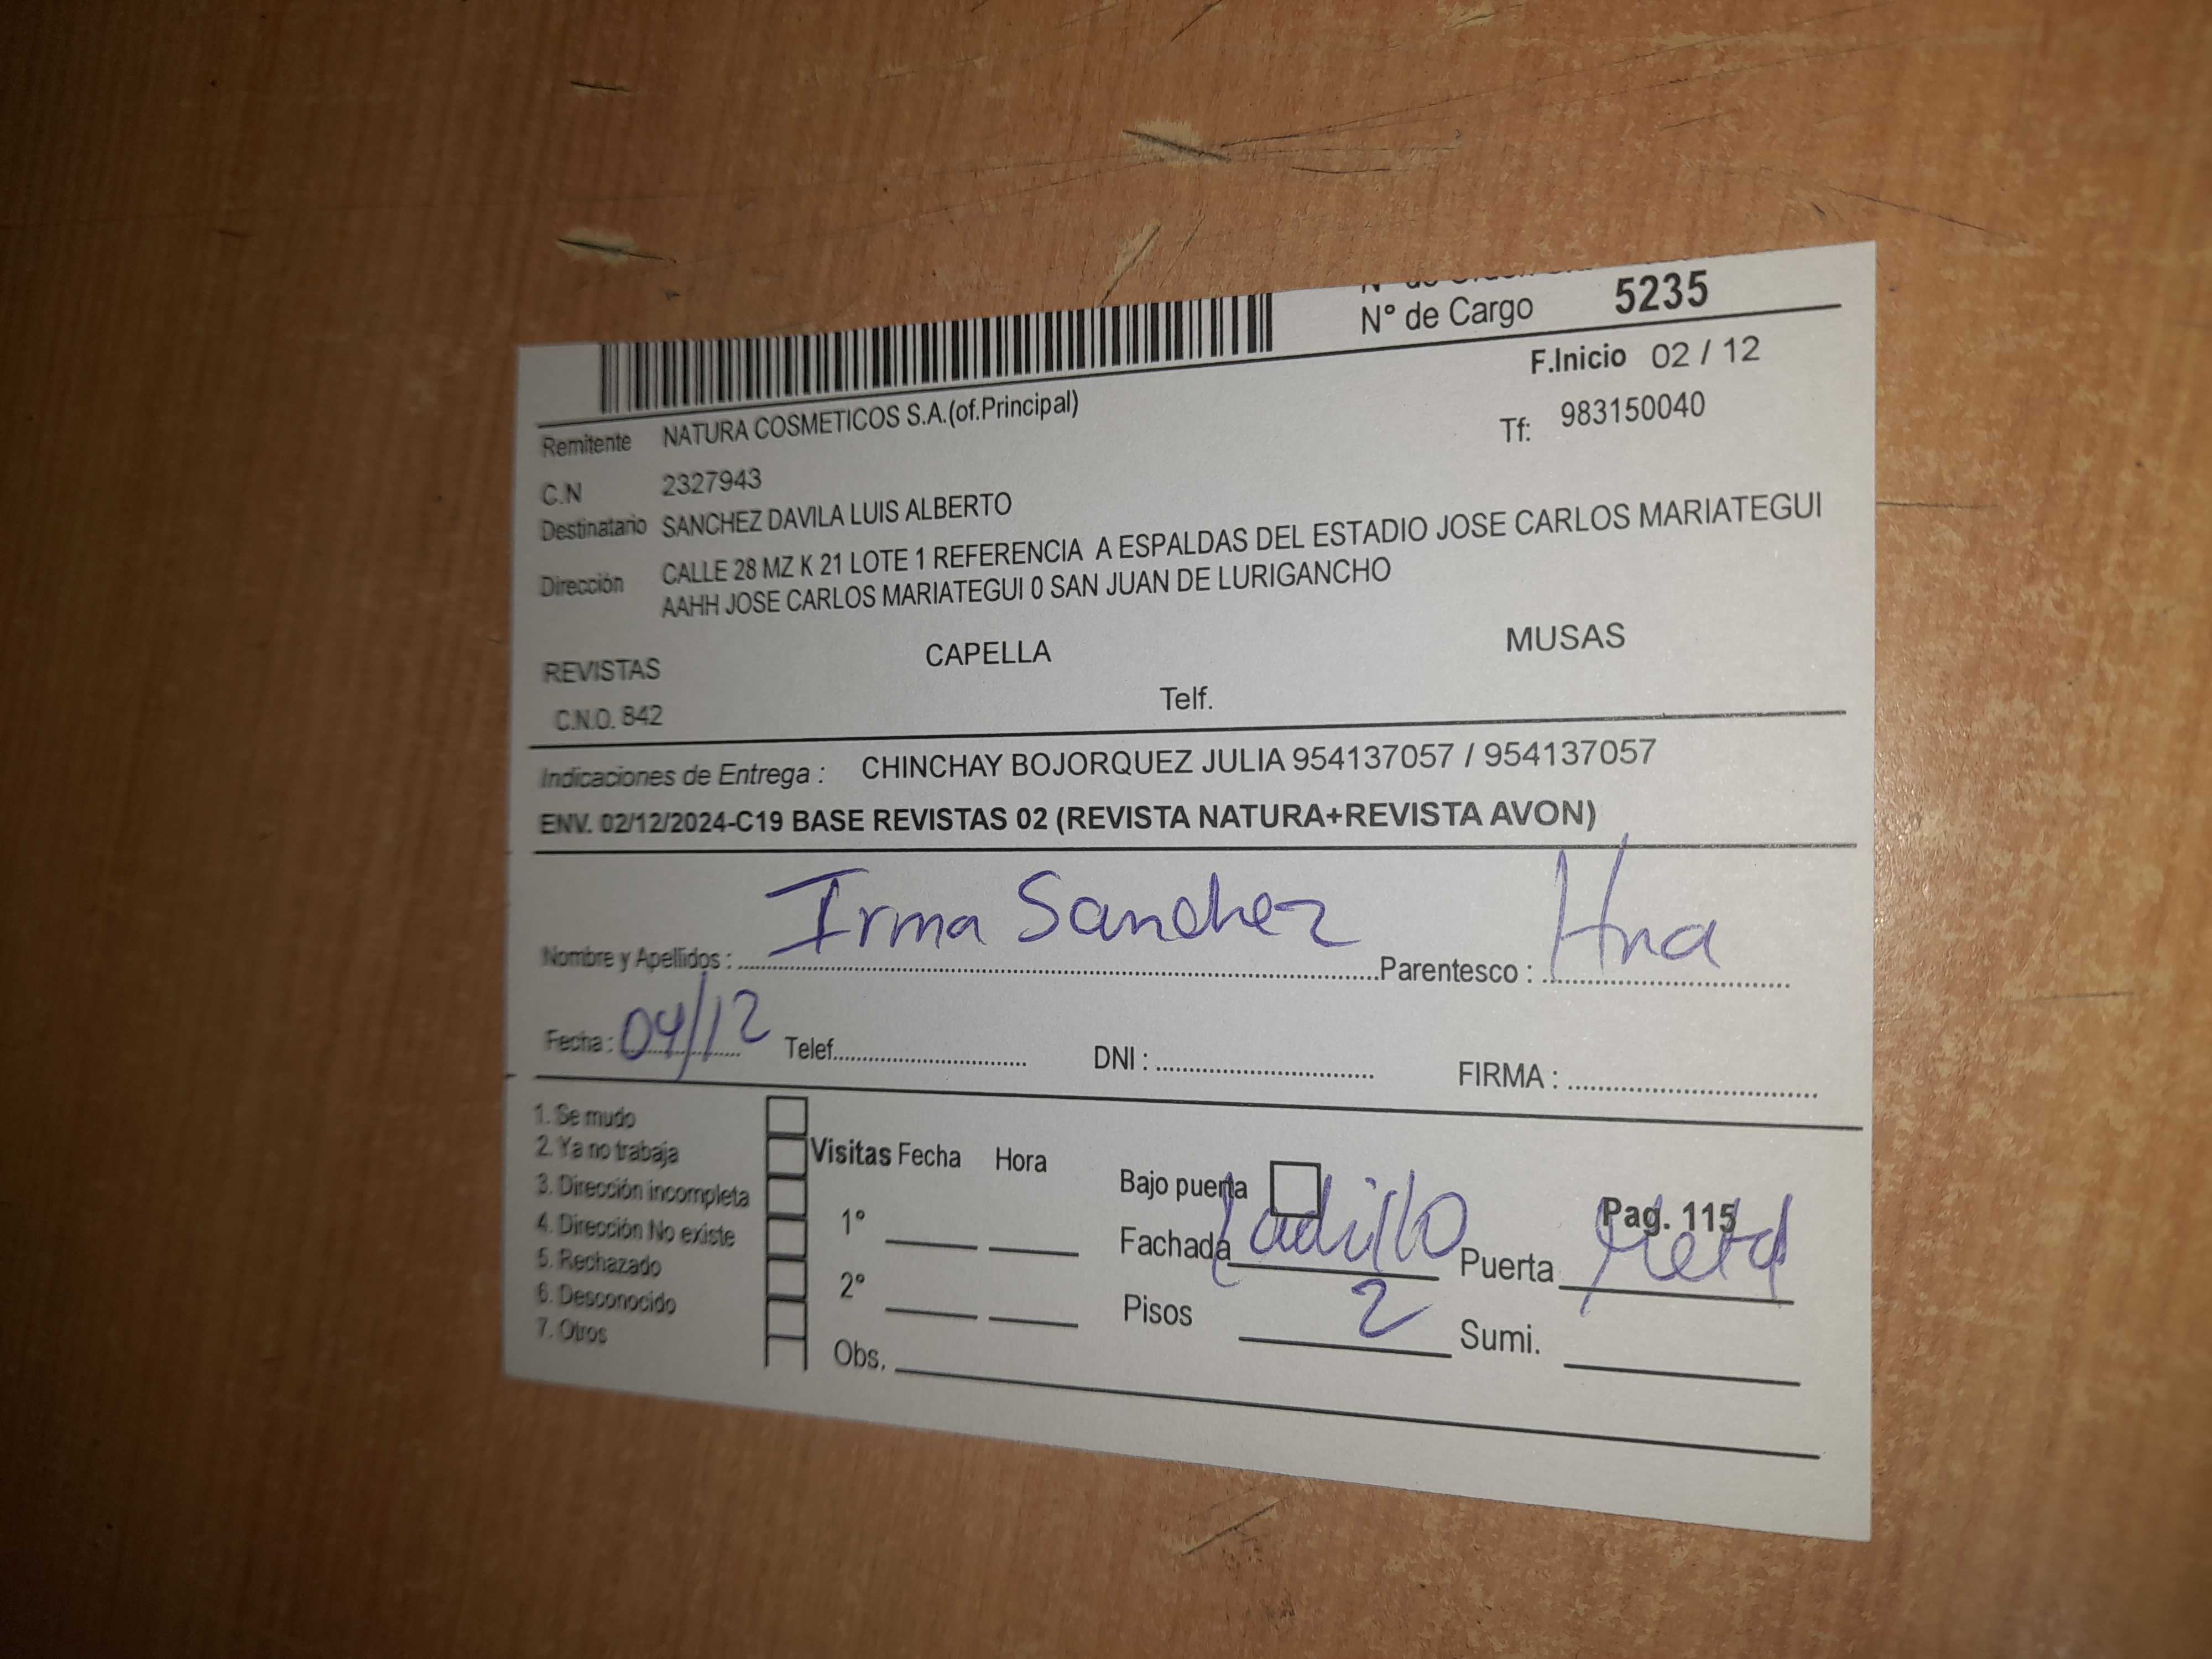 N° de Cargo 5235
F.Inicio 02 / 12
Remitente NATURA COSMETICOS S.A.(of.Principal)
Tf: 983150040
C.N 2327943
Destinatario SANCHEZ DAVILA LUIS ALBERTO
Dirección CALLE 28 MZ K 21 LOTE 1 REFERENCIA A ESPALDAS DEL ESTADIO JOSE CARLOS MARIATEGUI
AAHH JOSE CARLOS MARIATEGUI 0 SAN JUAN DE LURIGANCHO
REVISTAS CAPELLA MUSAS
C.N.O. 842 Telf.
Indicaciones de Entrega : CHINCHAY BOJORQUEZ JULIA 954137057 / 954137057
ENV. 02/12/2024-C19 BASE REVISTAS 02 (REVISTA NATURA+REVISTA AVON)
Nombre y Apellidos : Irma Sanchez Parentesco : Hna
Fecha : 04/12 Telef. DNI : FIRMA :
1. Se mudo
2. Ya no trabaja
3. Dirección incompleta
4. Dirección No existe
5. Rechazado
6. Desconocido
7. Otros
Visitas Fecha Hora
1°
2°
Obs.
Bajo puerta Pag. 115
Fachada Ladrillo Puerta Metal
Pisos 2 Sumi.